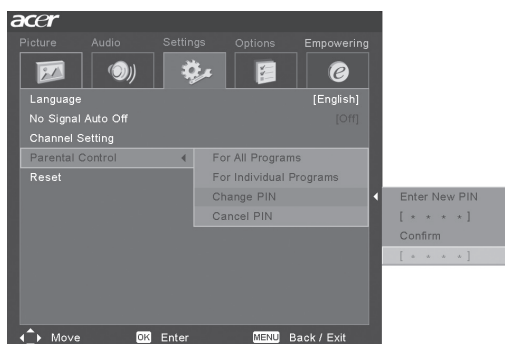 acer
Picture Audio Settings Options Empowering
e
Language [English]
No Signal Auto Off [Off]
Channel Setting
Parental Control
For All Programs
Reset
For Individual Programs
Change PIN
Cancel PIN
Enter New PIN
[ * * * * ]
Confirm
[ * * * * ]
Move OK Enter MENU Back / Exit